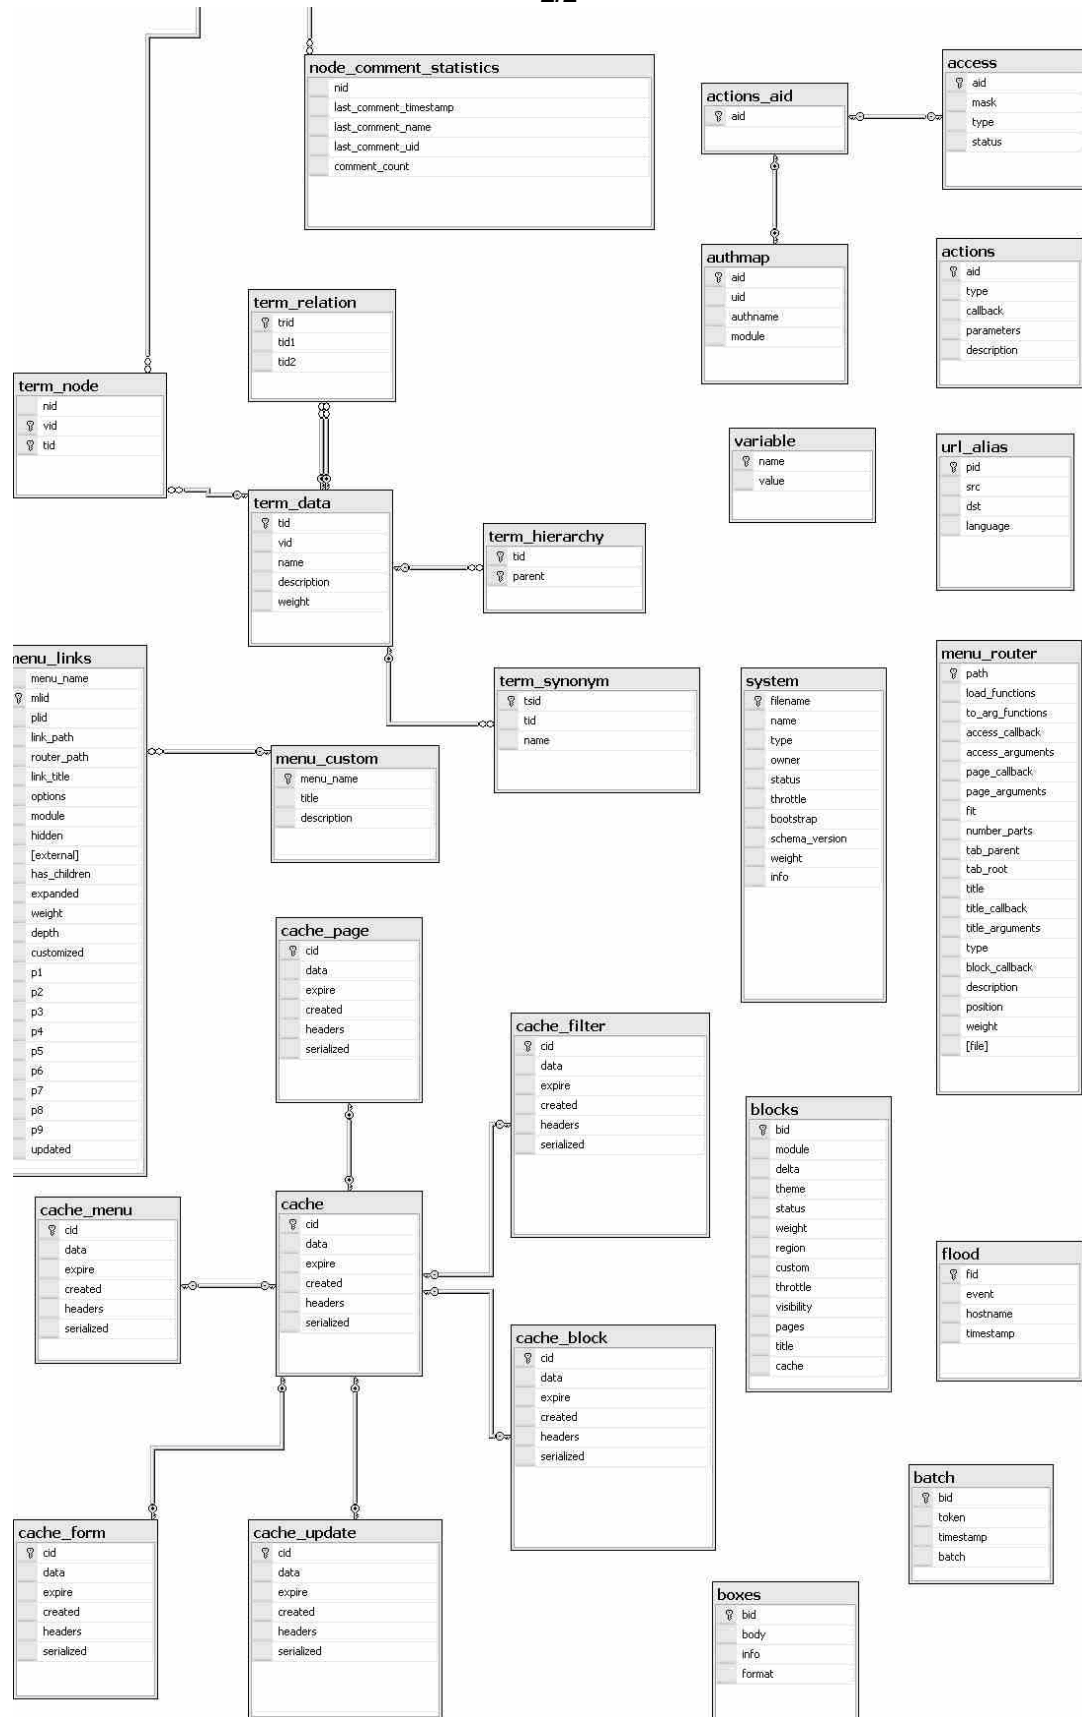 node_comment_statistics
nid
last_comment_timestamp
last_comment_name
last_comment_uid
comment_count
actions_aid
aid
access
aid
mask
type
status
authmap
aid
uid
authname
module
actions
aid
type
callback
parameters
description
term_relation
trid
tid1
tid2
term_node
nid
vid
tid
variable
name
value
url_alias
pid
src
dst
language
term_data
tid
vid
name
description
weight
term_hierarchy
tid
parent
menu_links
menu_name
mlid
plid
link_path
router_path
link_title
options
module
hidden
[external]
has_children
expanded
weight
depth
customized
p1
p2
p3
p4
p5
p6
p7
p8
p9
updated
term_synonym
tsid
tid
name
menu_custom
menu_name
title
description
system
filename
name
type
owner
status
throttle
bootstrap
schema_version
weight
info
menu_router
path
load_functions
to_arg_functions
access_callback
access_arguments
page_callback
page_arguments
fit
number_parts
tab_parent
tab_root
title
title_callback
title_arguments
type
block_callback
description
position
weight
[file]
cache_page
cid
data
expire
created
headers
serialized
cache_filter
cid
data
expire
created
headers
serialized
blocks
bid
module
delta
theme
status
weight
region
custom
throttle
visibility
pages
title
cache
cache_menu
cid
data
expire
created
headers
serialized
cache
cid
data
expire
created
headers
serialized
flood
fid
event
hostname
timestamp
cache_block
cid
data
expire
created
headers
serialized
batch
bid
token
timestamp
batch
cache_form
cid
data
expire
created
headers
serialized
cache_update
cid
data
expire
created
headers
serialized
boxes
bid
body
info
format